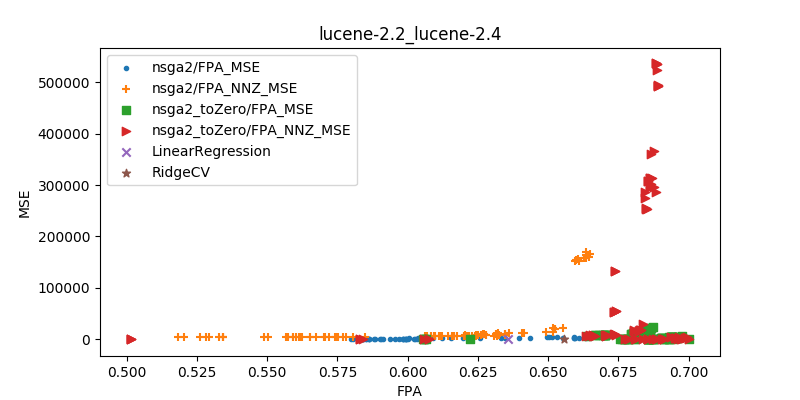 lucene-2.2_lucene-2.4
nsga2/FPA_MSE
nsga2/FPA_NNZ_MSE
nsga2_toZero/FPA_MSE
nsga2_toZero/FPA_NNZ_MSE
LinearRegression
RidgeCV
MSE
500000
400000
300000
200000
100000
0
0.500 0.525 0.550 0.575 0.600 0.625 0.650 0.675 0.700
FPA